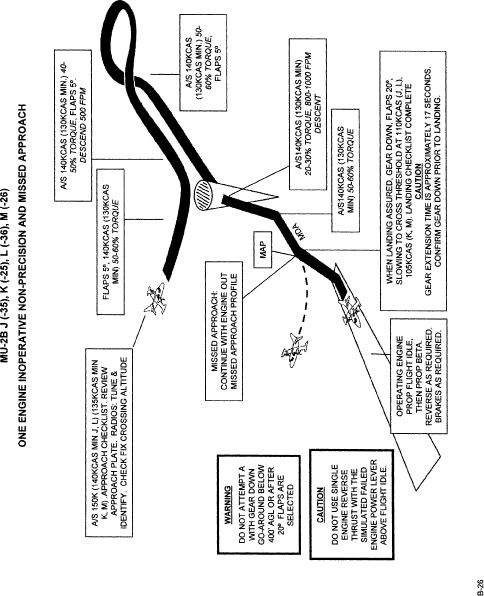 MU-2B J (-35), K (-25), L (-36), M (-26)
ONE ENGINE INOPERATIVE NON-PRECISION AND MISSED APPROACH
A/S 150K (140KCAS MIN J, L) (135KCAS MIN
K, M) APPROACH CHECKLIST. REVIEW
APPROACH PLATE. RADIOS: TUNE &
IDENTIFY. CHECK FIX CROSSING ALTITUDE
FLAPS 5º, 140KCAS (130KCAS
MIN) 50-60% TORQUE
A/S 140KCAS (130KCAS MIN.) 40-
50% TORQUE, FLAPS 5º.
DESCEND 500 FPM
A/S 140KCAS
(130KCAS MIN.) 50-
60% TORQUE, FLAPS 5º.
A/S140KCAS (130KCAS MIN)
20-30% TORQUE, 800-1000 FPM
DESCENT
A/S140KCAS (130KCAS
MIN) 50-60% TORQUE
MDA
MAP
MISSED APPROACH:
CONTINUE WITH ENGINE OUT
MISSED APPROACH PROFILE
WHEN LANDING ASSURED, GEAR DOWN, FLAPS 20º,
SLOWING TO CROSS THRESHOLD AT 110KCAS (J, L),
105KCAS (K, M). LANDING CHECKLIST COMPLETE
CAUTION
GEAR EXTENSION TIME IS APPROXIMATELY 17 SECONDS.
CONFIRM GEAR DOWN PRIOR TO LANDING.
OPERATING ENGINE
PROP FLIGHT IDLE,
THEN PROP BETA.
REVERSE AS REQUIRED.
BRAKES AS REQUIRED.
WARNING
DO NOT ATTEMPT A
WITH GEAR DOWN
GO-AROUND BELOW
400' AGL OR AFTER
20º FLAPS ARE
SELECTED
CAUTION
DO NOT USE SINGLE
ENGINE REVERSE
THRUST WITH THE
SIMULATED FAILED
ENGINE POWER LEVER
ABOVE FLIGHT IDLE.
B-26